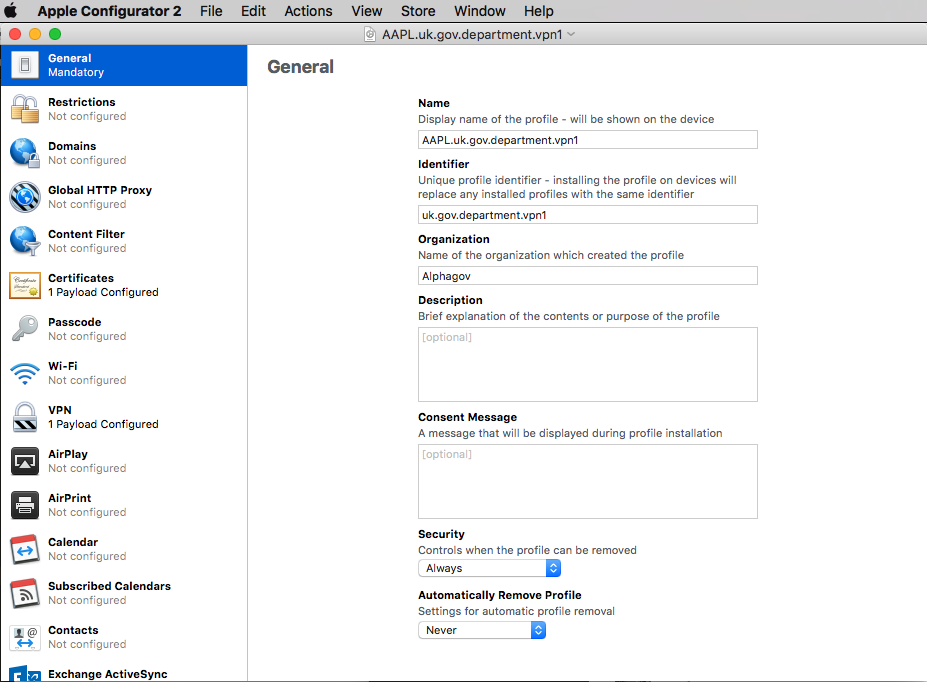 Apple Configurator 2 File Edit Actions View Store Window Help
AAPL.uk.gov.department.vpn1
General
Mandatory
Restrictions
Not configured
Domains
Not configured
Global HTTP Proxy
Not configured
Content Filter
Not configured
Certificates
1 Payload Configured
Passcode
Not configured
Wi-Fi
Not configured
VPN
1 Payload Configured
AirPlay
Not configured
AirPrint
Not configured
Calendar
Not configured
Subscribed Calendars
Not configured
Contacts
Not configured
Exchange ActiveSync
General
Name
Display name of the profile - will be shown on the device
AAPL.uk.gov.department.vpn1
Identifier
Unique profile identifier - installing the profile on devices will
replace any installed profiles with the same identifier
uk.gov.department.vpn1
Organization
Name of the organization which created the profile
Alphagov
Description
Brief explanation of the contents or purpose of the profile
[optional]
Consent Message
A message that will be displayed during profile installation
[optional]
Security
Controls when the profile can be removed
Always
Automatically Remove Profile
Settings for automatic profile removal
Never